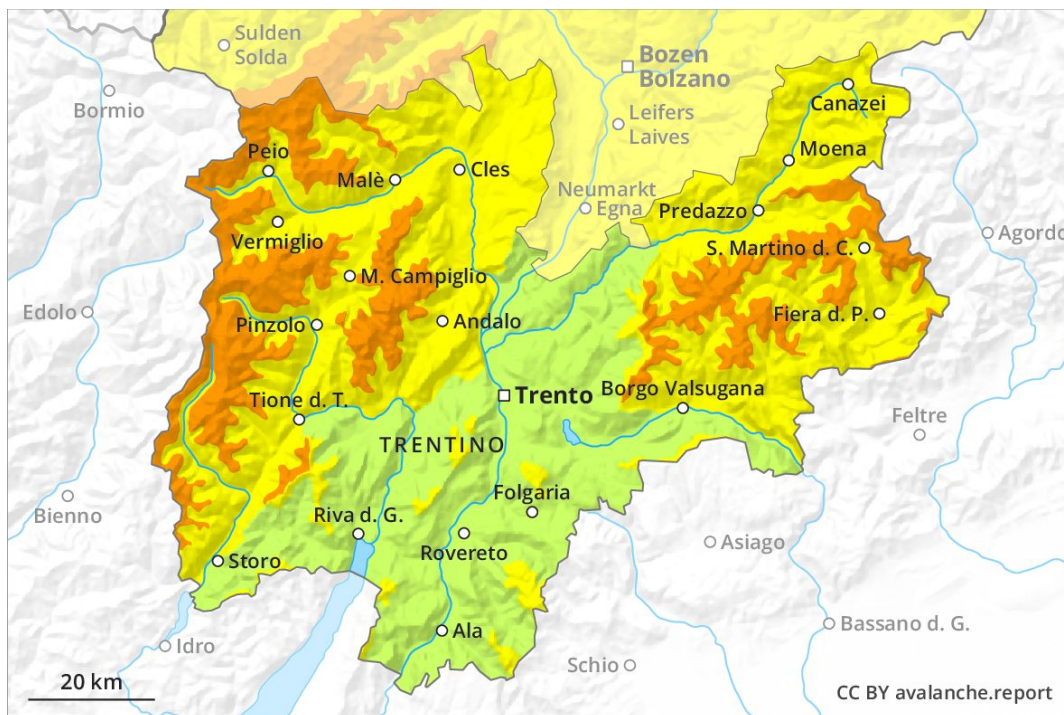 Sulden
Solda
Bozen
Bolzano
Bormio
Canazei
Leifers
Laives
Peio
Malè
Cles
Moena
Neumarkt
Egna
Predazzo
Vermiglio
Agordo
S. Martino d. C.
M. Campiglio
Edolo
Pinzolo
Andalo
Fiera d. P.
Trento
Borgo Valsugana
Tione d. T.
Feltre
TRENTINO
Folgaria
Bienno
Riva d. G.
Rovereto
Asiago
Storo
Ala
Bassano d. G.
Idro
Schio
20 km
CC BY avalanche.report